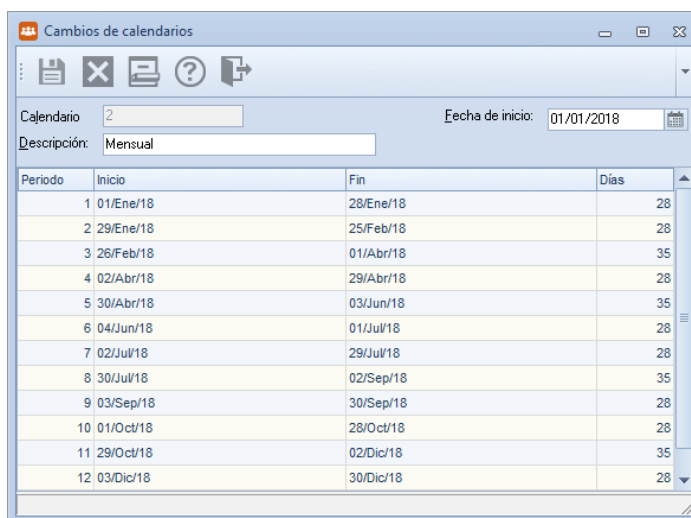 Cambios de calendarios
Calendario 2 Fecha de inicio: 01/01/2018
Descripción: Mensual
Periodo Inicio Fin Días
1 01/Ene/18 28/Ene/18 28
2 29/Ene/18 25/Feb/18 28
3 26/Feb/18 01/Abr/18 35
4 02/Abr/18 29/Abr/18 28
5 30/Abr/18 03/Jun/18 35
6 04/Jun/18 01/Jul/18 28
7 02/Jul/18 29/Jul/18 28
8 30/Jul/18 02/Sep/18 35
9 03/Sep/18 30/Sep/18 28
10 01/Oct/18 28/Oct/18 28
11 29/Oct/18 02/Dic/18 35
12 03/Dic/18 30/Dic/18 28